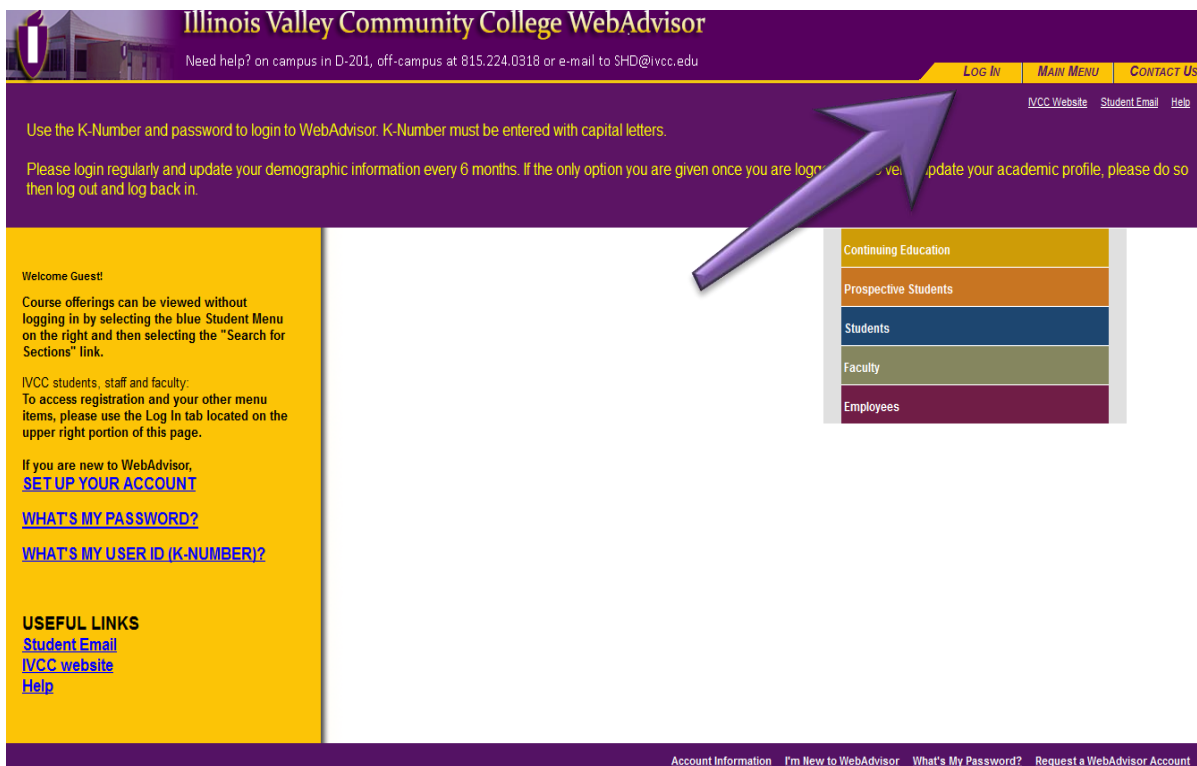 Illinois Valley Community College WebAdvisor
Need help? on campus in D-201, off-campus at 815.224.0318 or e-mail to SHD@ivcc.edu
LOG IN MAIN MENU CONTACT US
IVCC Website Student Email Help
Use the K-Number and password to login to WebAdvisor. K-Number must be entered with capital letters.
Please login regularly and update your demographic information every 6 months. If the only option you are given once you are update your academic profile, please do so
then log out and log back in.
Welcome Guest!
Course offerings can be viewed without
logging in by selecting the blue Student Menu
on the right and then selecting the "Search for
Sections" link.
IVCC students, staff and faculty:
To access registration and your other menu
items, please use the Log In tab located on the
upper right portion of this page.
If you are new to WebAdvisor,
SET UP YOUR ACCOUNT
WHAT'S MY PASSWORD?
WHAT'S MY USER ID (K-NUMBER)?
USEFUL LINKS
Student Email
IVCC website
Help
Continuing Education
Prospective Students
Students
Faculty
Employees
Account Information I'm New to WebAdvisor What's My Password? Request a WebAdvisor Account